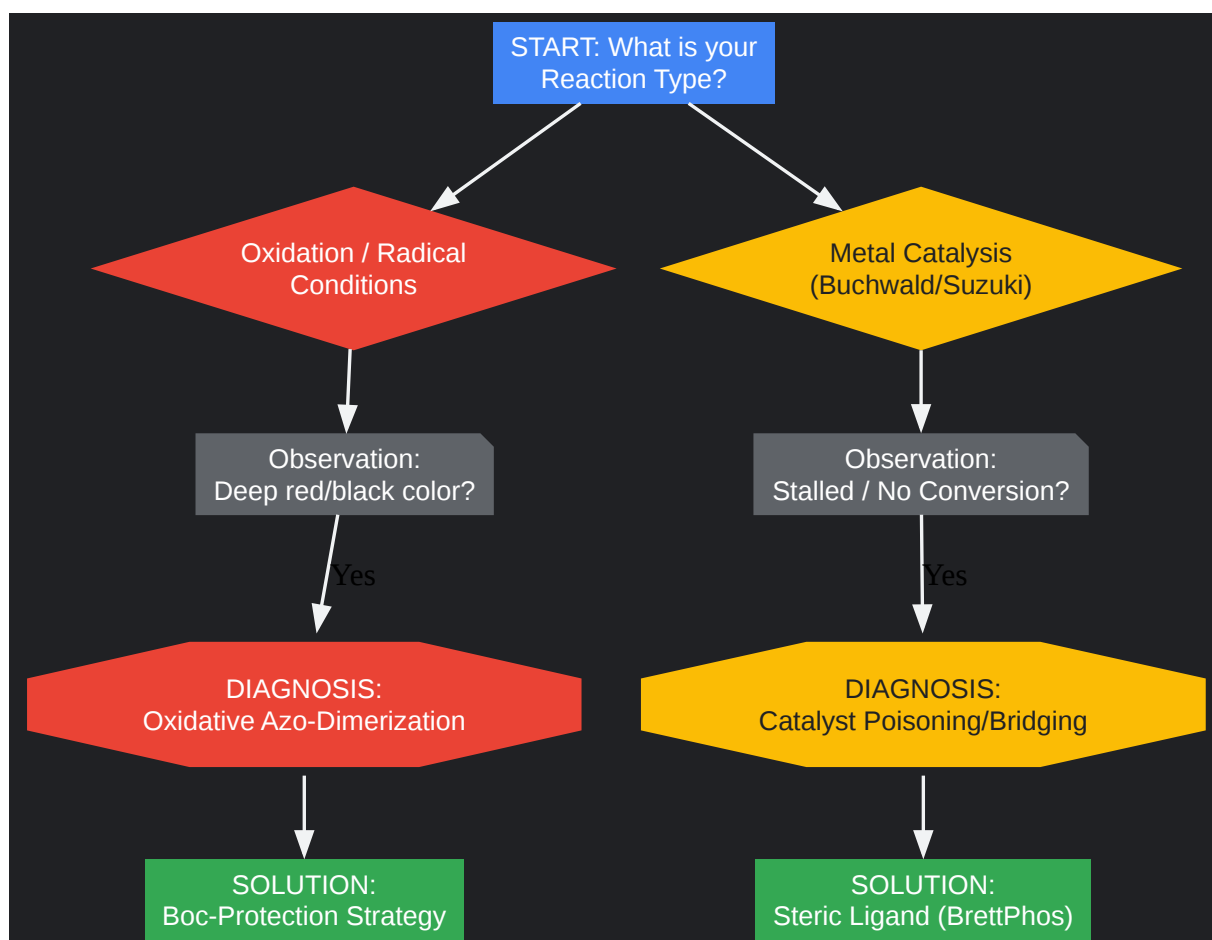 START: What is your
Reaction Type?
Oxidation / Radical
Conditions
Metal Catalysis
(Buchwald/Suzuki)
Observation:
Deep red/black color?
Observation:
Stalled / No Conversion?
Yes
Yes
DIAGNOSIS:
Oxidative Azo-Dimerization
DIAGNOSIS:
Catalyst Poisoning/Bridging
SOLUTION:
Boc-Protection Strategy
SOLUTION:
Steric Ligand (BrettPhos)